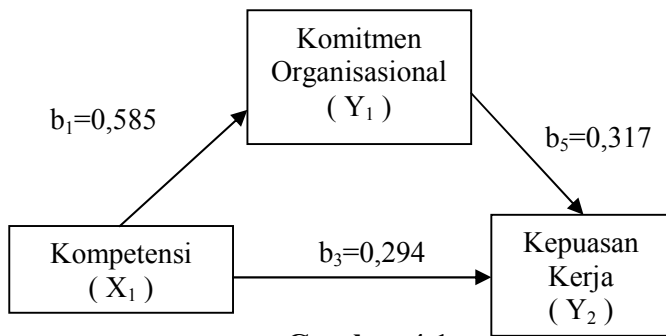 Komitmen
Organisasional
( Y₁ )
b₁=0,585
b₅=0,317
Kompetensi
( X₁ )
b₃=0,294
Kepuasan
Kerja
( Y₂ )